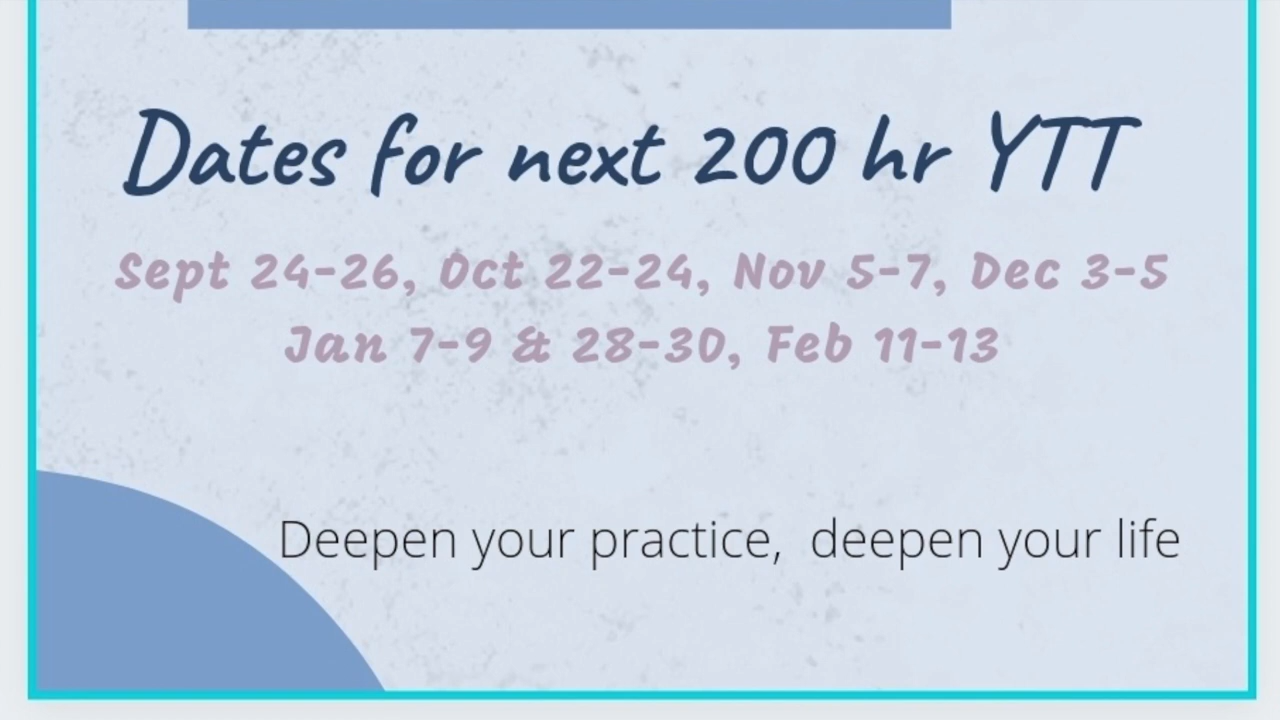 Dates for next 200 hr YTT
Sept 24-26, Oct 22-24, Nov 5-7, Dec 3-5
Jan 7-9 & 28-30, Feb 11-13
Deepen your practice,  deepen your life